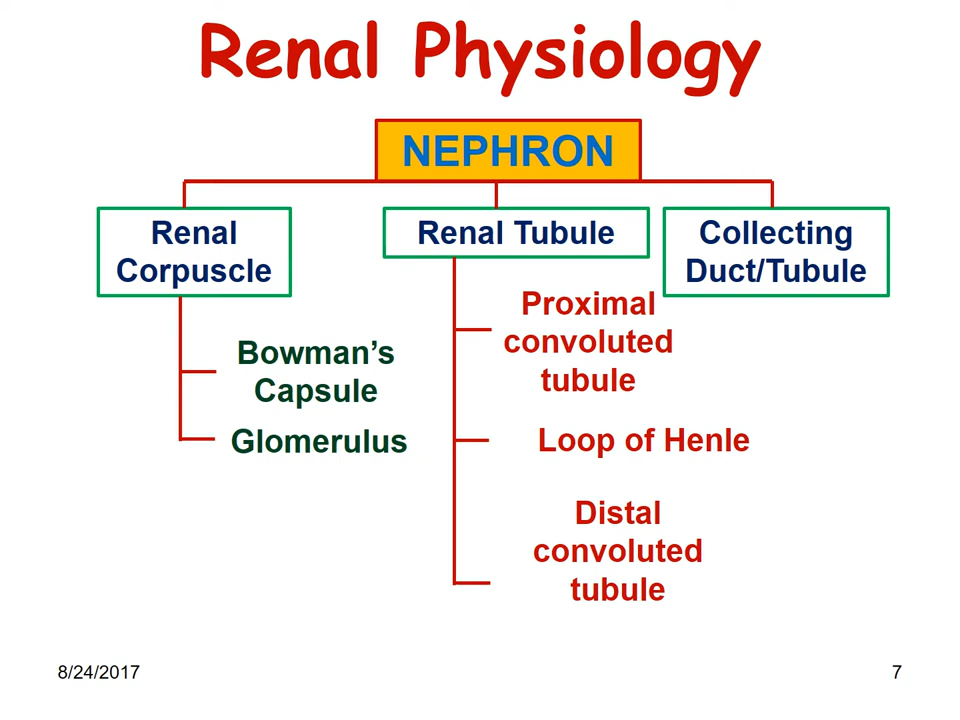 Renal Physiology
NEPHRON
Renal
Corpuscle
Bowman's
Capsule
Glomerulus
Renal Tubule
Proximal
convoluted
tubule
Loop of Henle
Distal
convoluted
tubule
Collecting
Duct/Tubule
8/24/2017
7